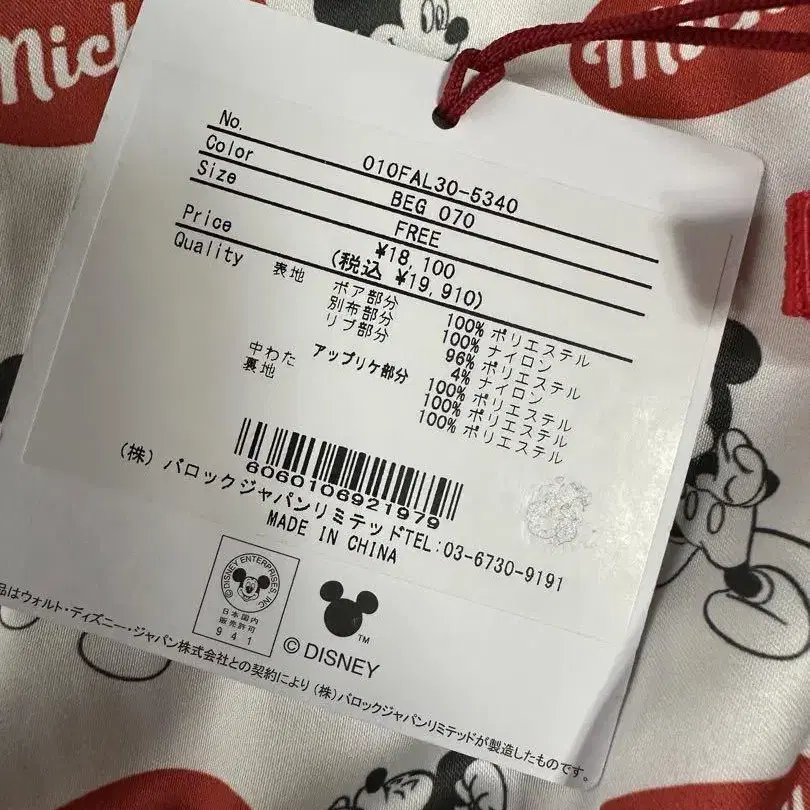 Mickey
Mickey
No. 010FAL30-5340
Color BEG 070
Size FREE
Price ¥18,100
(税込 ¥19,910)
Quality 表地 ボア部分 100% ポリエステル
別布部分 100% ナイロン
リブ部分 96% ポリエステル
4% ナイロン
アップリケ部分 100% ポリエステル
中わた 100% ポリエステル
裏地 100% ポリエステル
6060106921979
(株) バロックジャパンリミテッドTEL:03-6730-9191
MADE IN CHINA
© DISNEY ENTERPRISES, INC.
日本国内
販売許可
941
TM
© DISNEY
品はウォルト・ディズニー・ジャパン株式会社との契約により(株)バロックジャパンリミテッドが製造したものです。